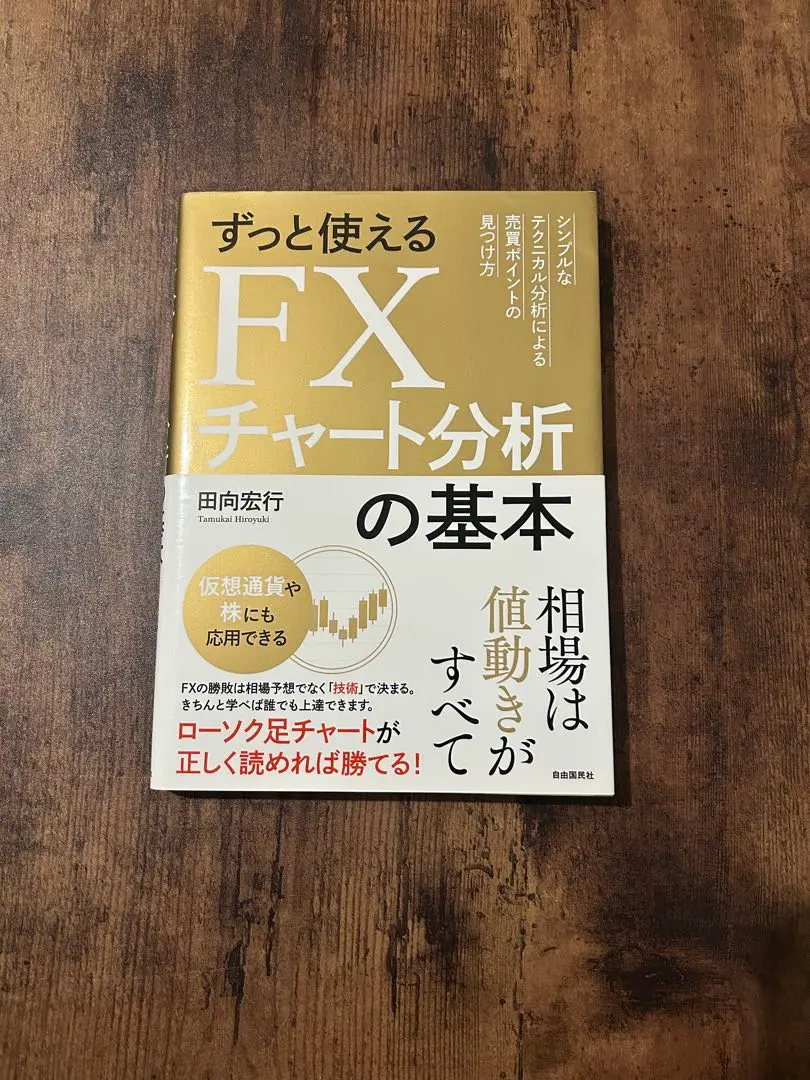 ずっと使える
FX
チャート分析
の基本
シンプルな
テクニカル分析による
売買ポイントの
見つけ方
田向宏行
Tamukai Hiroyuki
仮想通貨や
株にも
応用できる
相場は
値動きが
すべて
FXの勝敗は相場予想でなく「技術」で決まる。
きちんと学べば誰でも上達できます。
ローソク足チャートが
正しく読めれば勝てる!
自由国民社